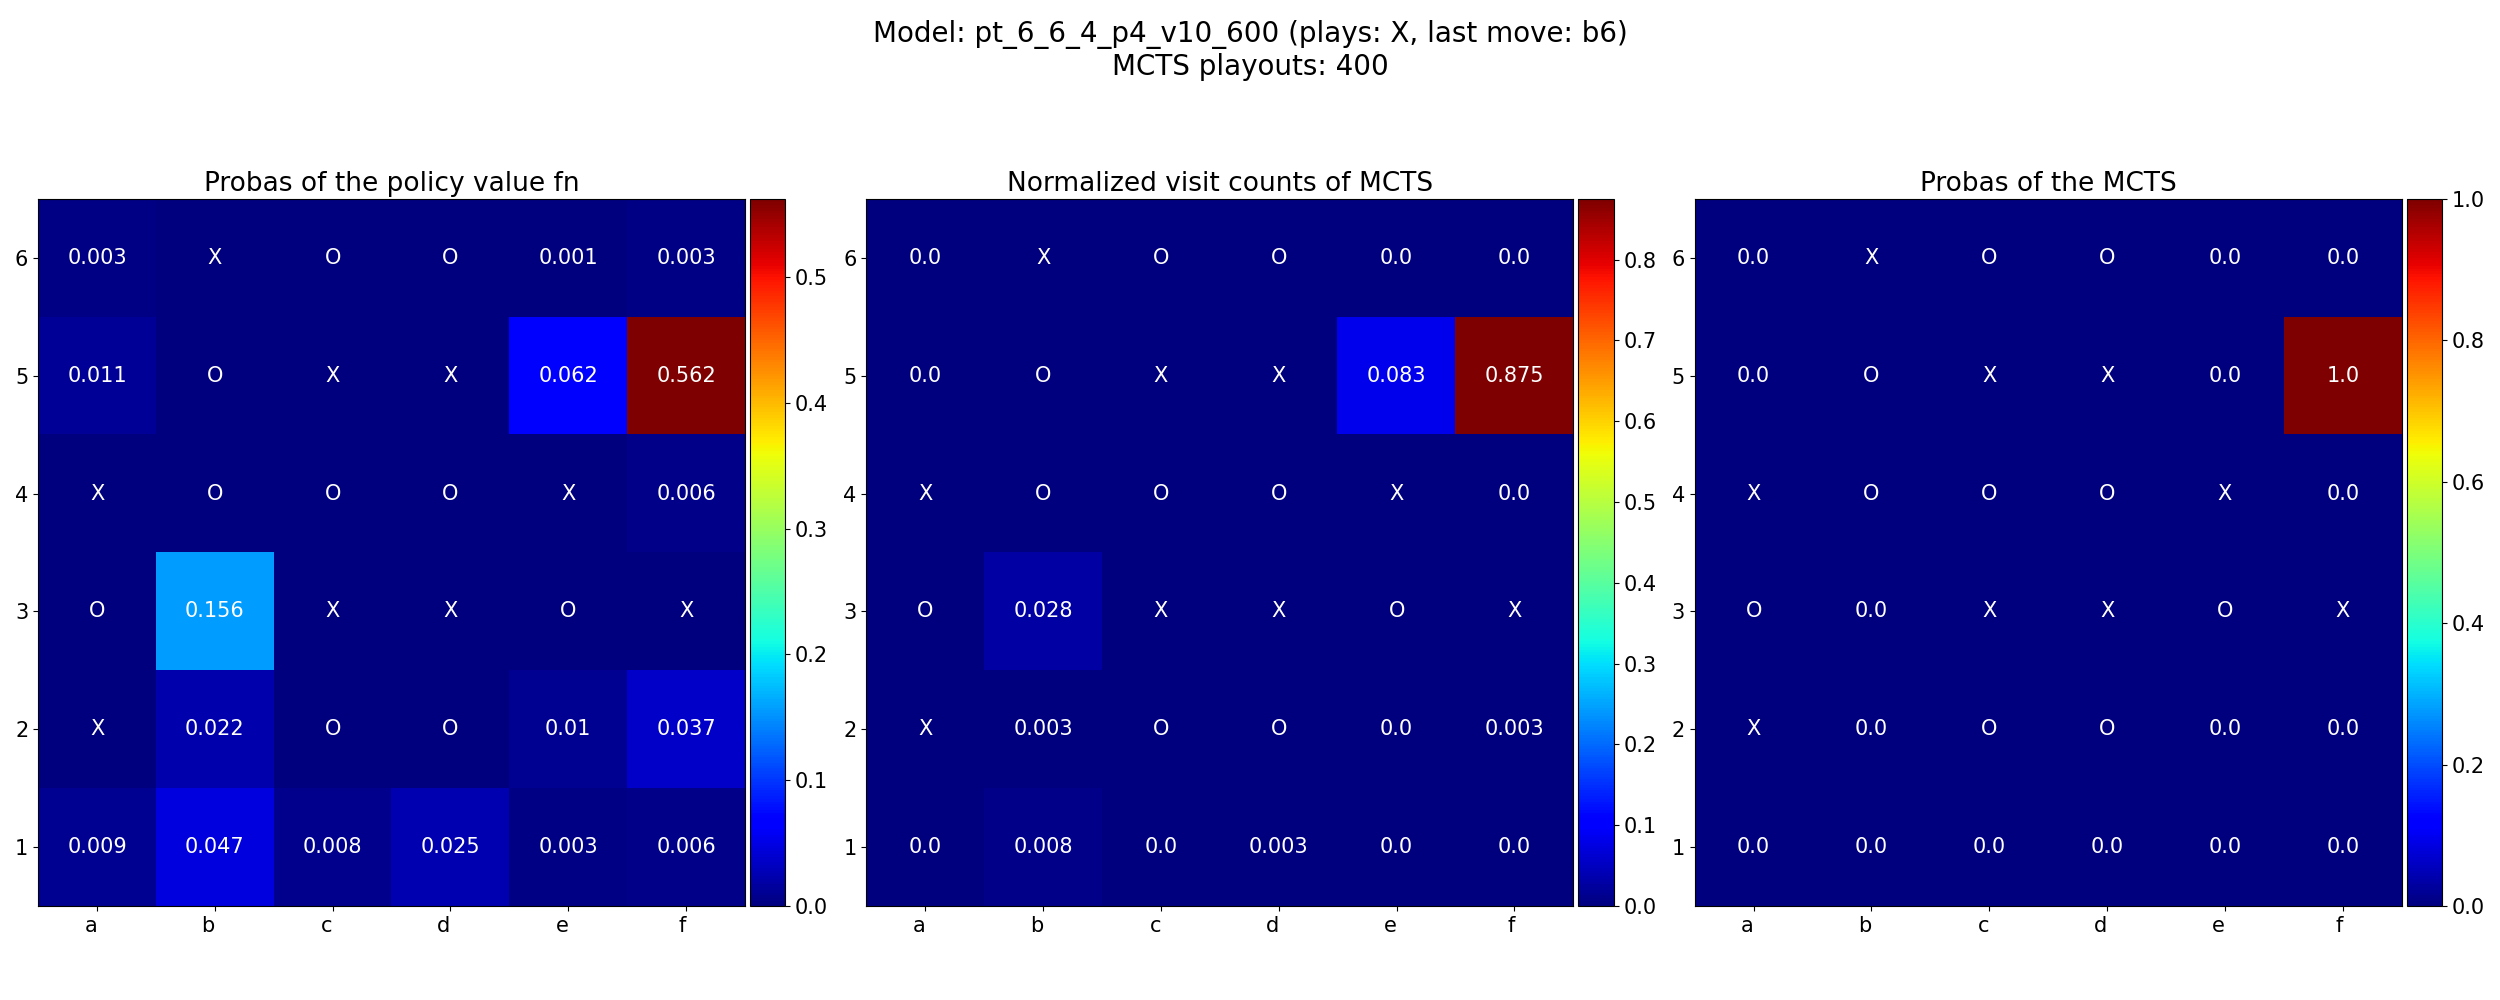 Model: pt_6_6_4_p4_v10_600 (plays: X, last move: b6)
MCTS playouts: 400
Probas of the policy value fn
6 0.003 X O O 0.001 0.003
5 0.011 O X X 0.062 0.562
4 X O O O X 0.006
3 O 0.156 X X O X
2 X 0.022 O O 0.01 0.037
1 0.009 0.047 0.008 0.025 0.003 0.006
a b c d e f
0.5
0.4
0.3
0.2
0.1
0.0
Normalized visit counts of MCTS
6 0.0 X O O 0.0 0.0
5 0.0 O X X 0.083 0.875
4 X O O O X 0.0
3 O 0.028 X X O X
2 X 0.003 O O 0.0 0.003
1 0.0 0.008 0.0 0.003 0.0 0.0
a b c d e f
0.8
0.7
0.6
0.5
0.4
0.3
0.2
0.1
0.0
Probas of the MCTS
6 0.0 X O O 0.0 0.0
5 0.0 O X X 0.0 1.0
4 X O O O X 0.0
3 O 0.0 X X O X
2 X 0.0 O O 0.0 0.0
1 0.0 0.0 0.0 0.0 0.0 0.0
a b c d e f
1.0
0.8
0.6
0.4
0.2
0.0